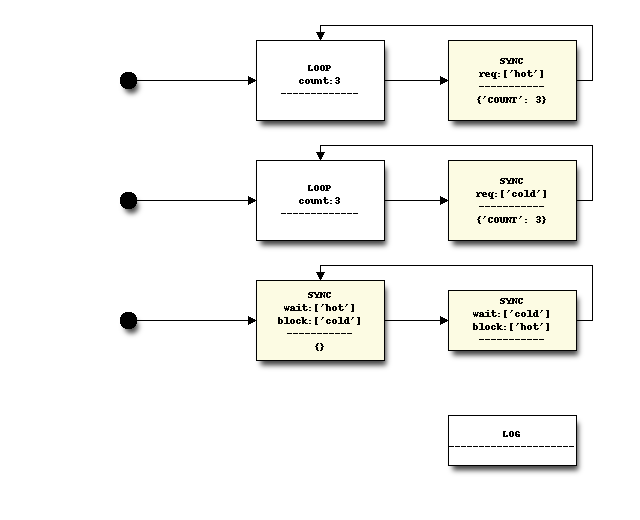 LOOP
count:3
-------------
SYNC
req:['hot']
-----------
{'COUNT': 3}
LOOP
count:3
-------------
SYNC
req:['cold']
-----------
{'COUNT': 3}
SYNC
wait:['hot']
block:['cold']
-----------
{}
SYNC
wait:['cold']
block:['hot']
-----------
LOG
---------------------